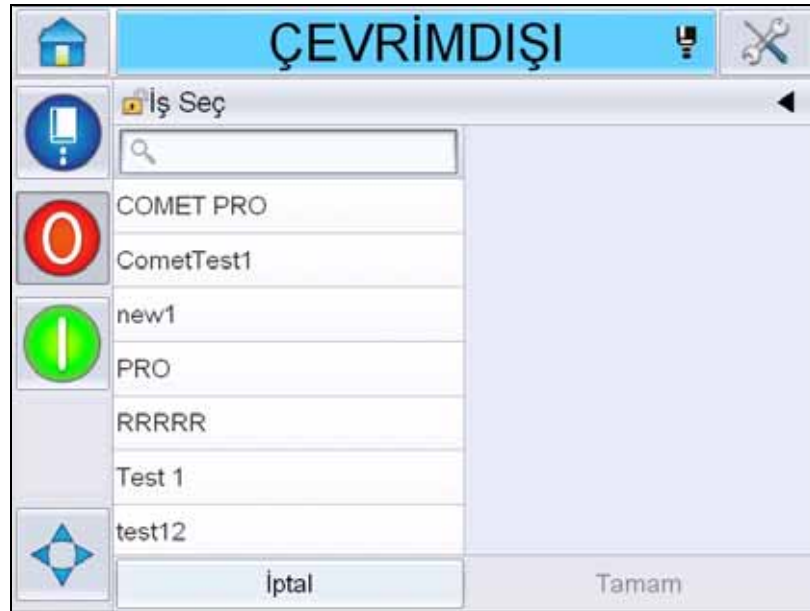 ÇEVRİMDIŞI
İş Seç
COMET PRO
CometTest1
new1
PRO
RRRRR
Test 1
test12
İptal
Tamam